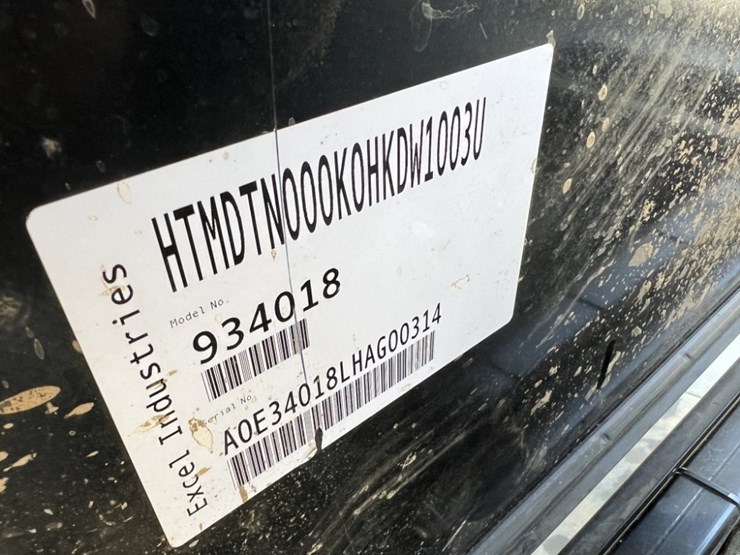 HTMDTN000K0HKDW1003U
Model No.
934018
Serial No.
A0E34018LHAG00314
Excel Industries